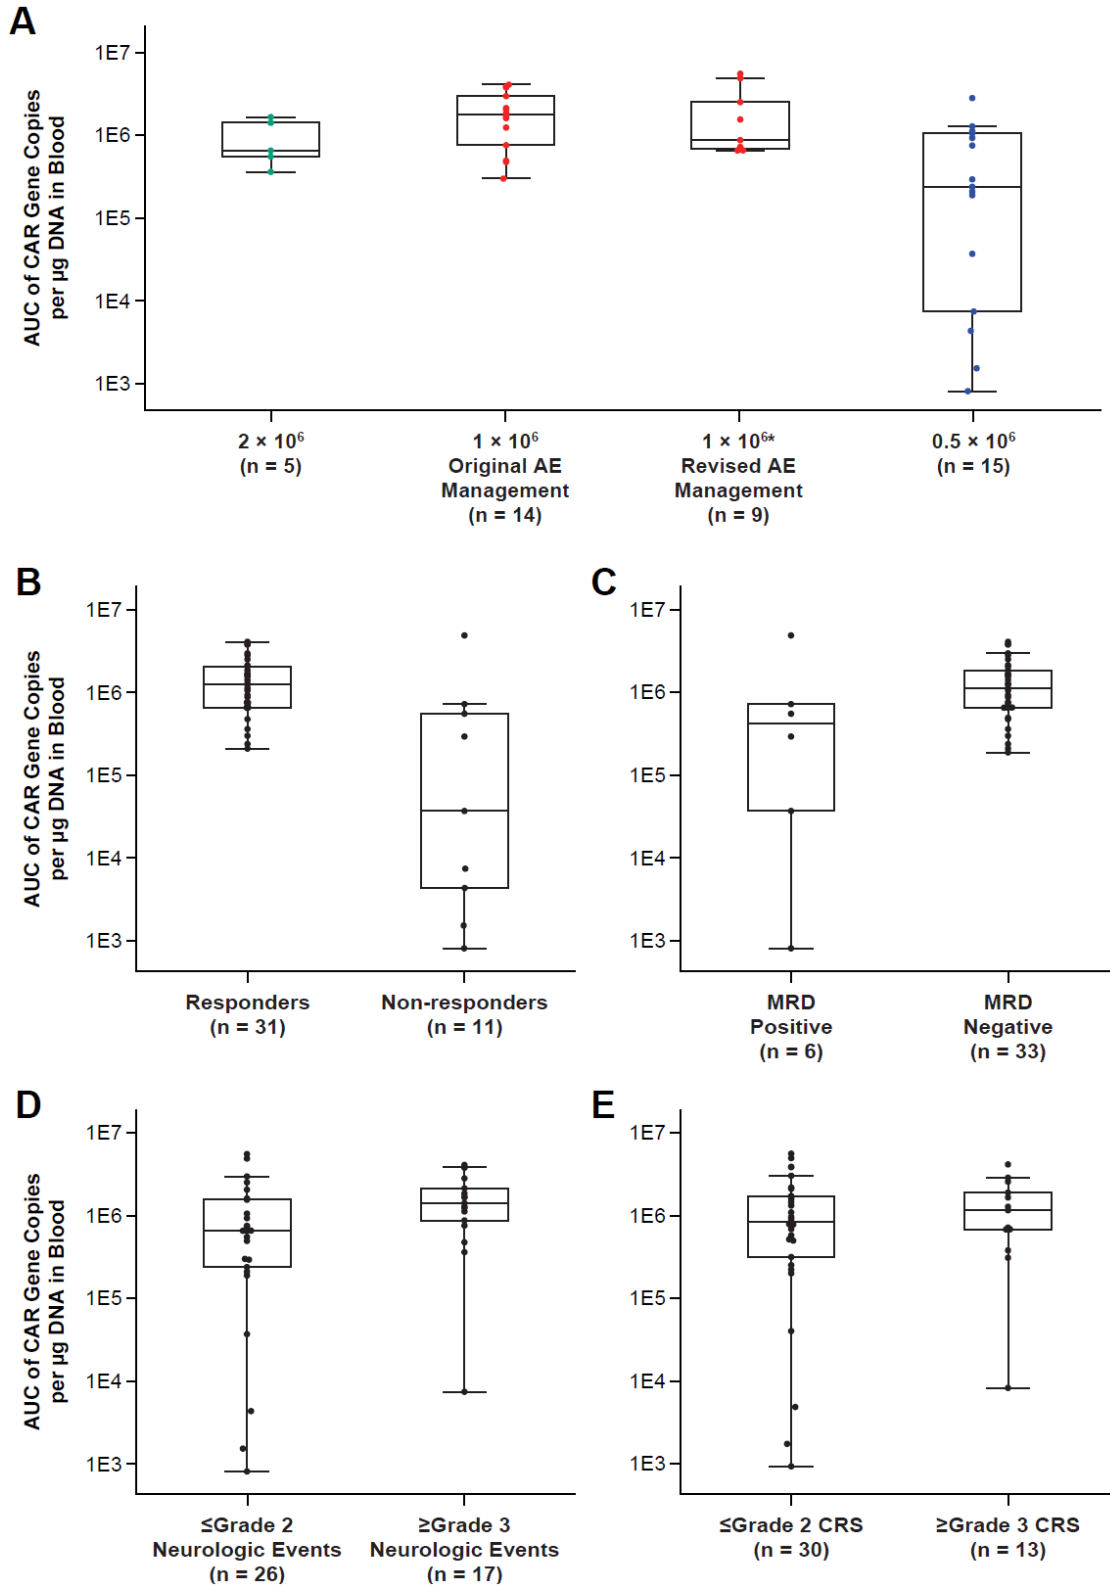 A
AUC of CAR Gene Copies
per µg DNA in Blood
1E7
1E6
1E5
1E4
1E3
2 × 10⁶
(n = 5)
1 × 10⁶
Original AE
Management
(n = 14)
1 × 10⁶*
Revised AE
Management
(n = 9)
0.5 × 10⁶
(n = 15)
B
AUC of CAR Gene Copies
per µg DNA in Blood
1E7
1E6
1E5
1E4
1E3
Responders
(n = 31)
Non-responders
(n = 11)
C
1E7
1E6
1E5
1E4
1E3
MRD
Positive
(n = 6)
MRD
Negative
(n = 33)
D
AUC of CAR Gene Copies
per µg DNA in Blood
1E7
1E6
1E5
1E4
1E3
≤Grade 2
Neurologic Events
(n = 26)
≥Grade 3
Neurologic Events
(n = 17)
E
1E7
1E6
1E5
1E4
1E3
≤Grade 2 CRS
(n = 30)
≥Grade 3 CRS
(n = 13)